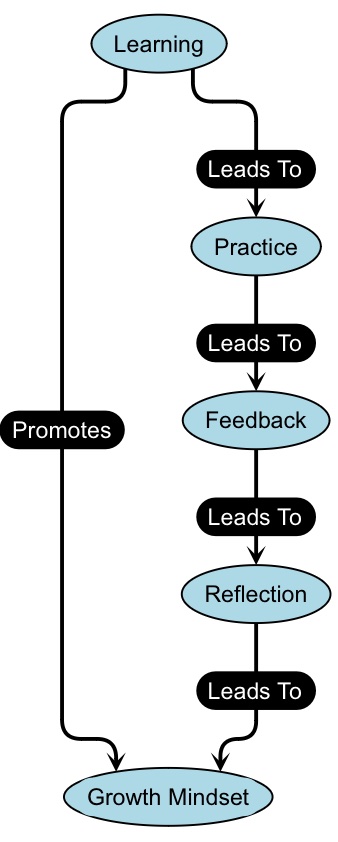 Learning
Leads To
Practice
Leads To
Feedback
Promotes
Leads To
Reflection
Leads To
Growth Mindset